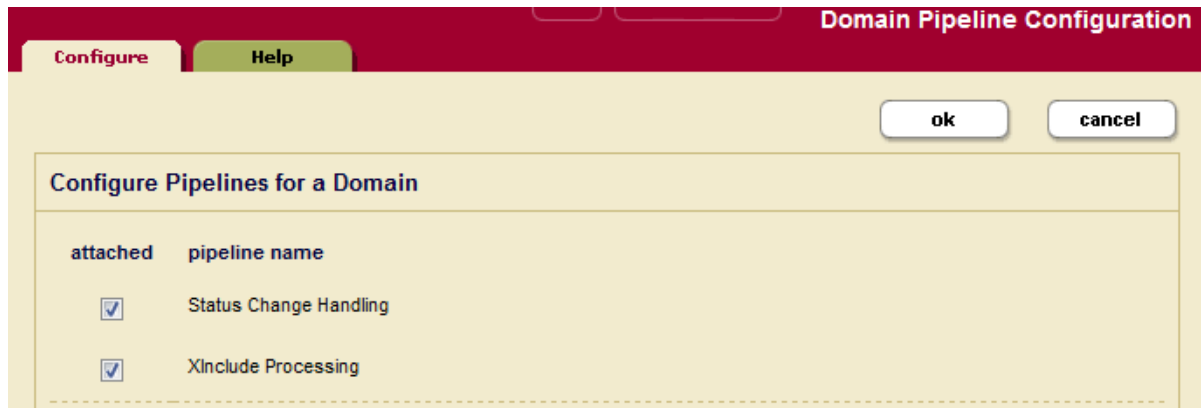 Domain Pipeline Configuration
Configure Help
ok cancel
Configure Pipelines for a Domain
attached pipeline name
Status Change Handling
XInclude Processing